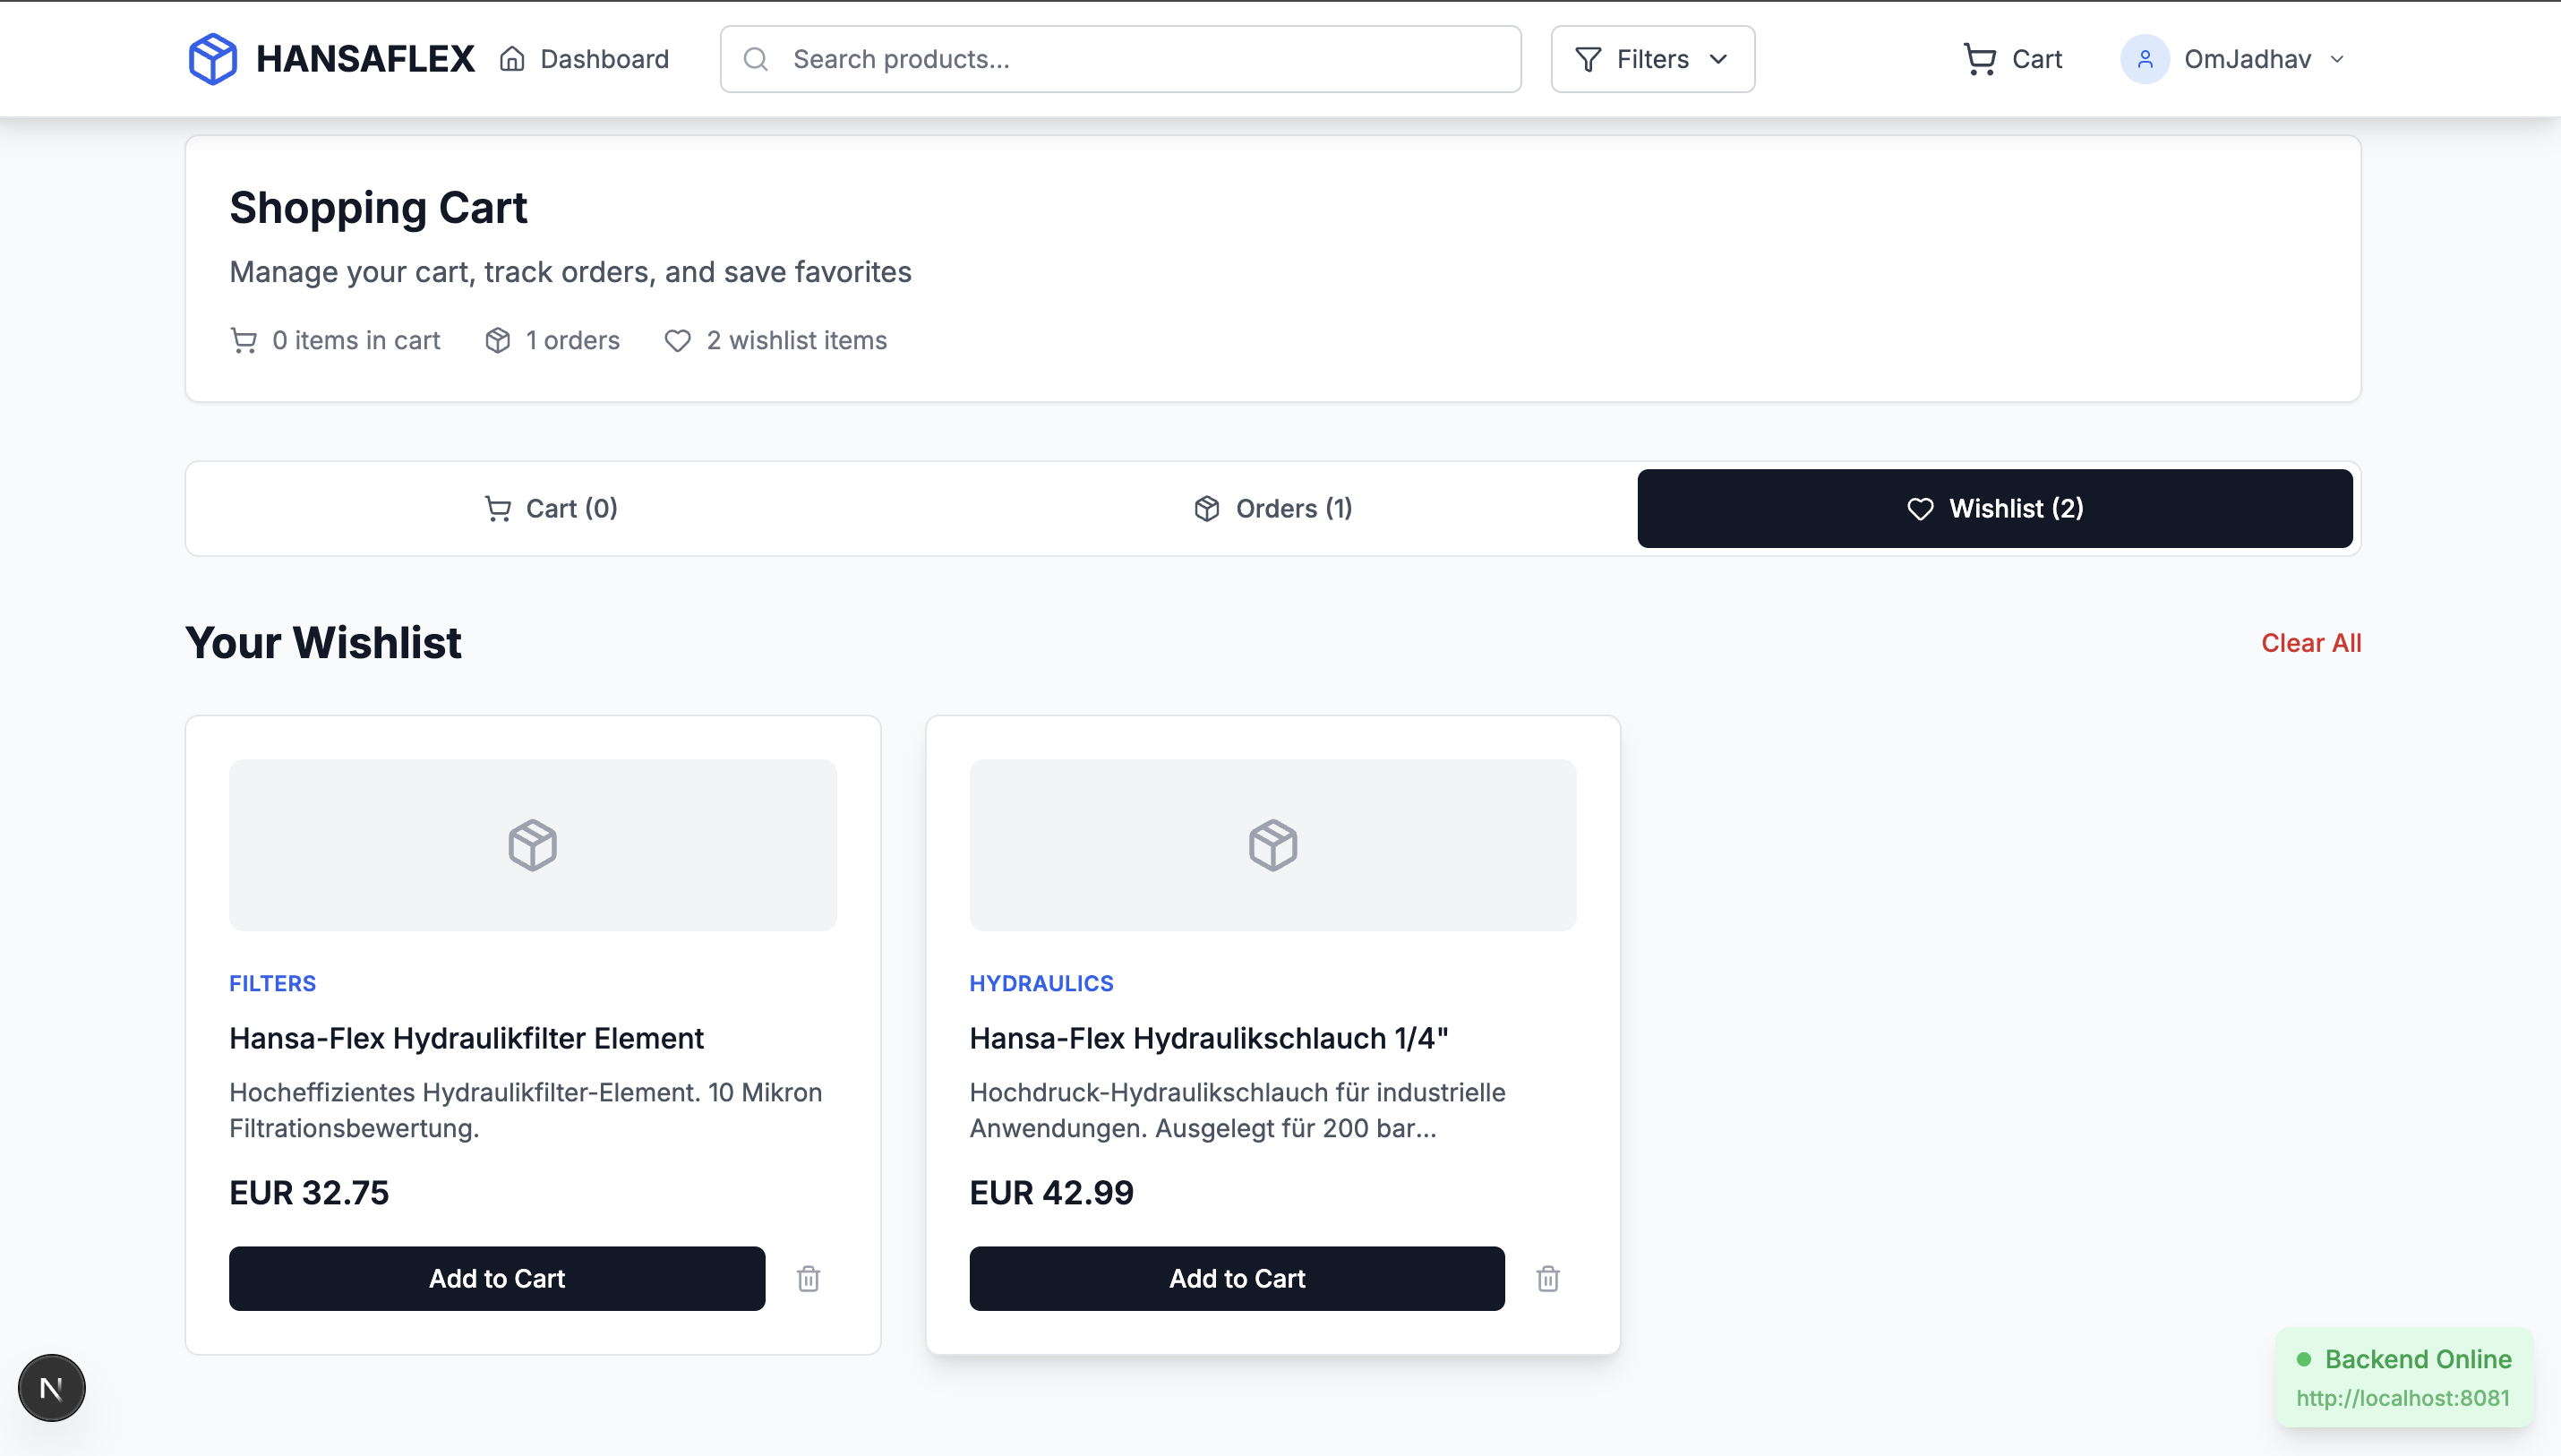 HANSAFLEX
Dashboard
Search products...
Filters
Cart
OmJadhav
Shopping Cart
Manage your cart, track orders, and save favorites
0 items in cart
1 orders
2 wishlist items
Cart (0)
Orders (1)
Wishlist (2)
Your Wishlist
Clear All
FILTERS
Hansa-Flex Hydraulikfilter Element
Hocheffizientes Hydraulikfilter-Element. 10 Mikron
Filtrationsbewertung.
EUR 32.75
Add to Cart
HYDRAULICS
Hansa-Flex Hydraulikschlauch 1/4"
Hochdruck-Hydraulikschlauch für industrielle
Anwendungen. Ausgelegt für 200 bar...
EUR 42.99
Add to Cart
N
Backend Online
http://localhost:8081